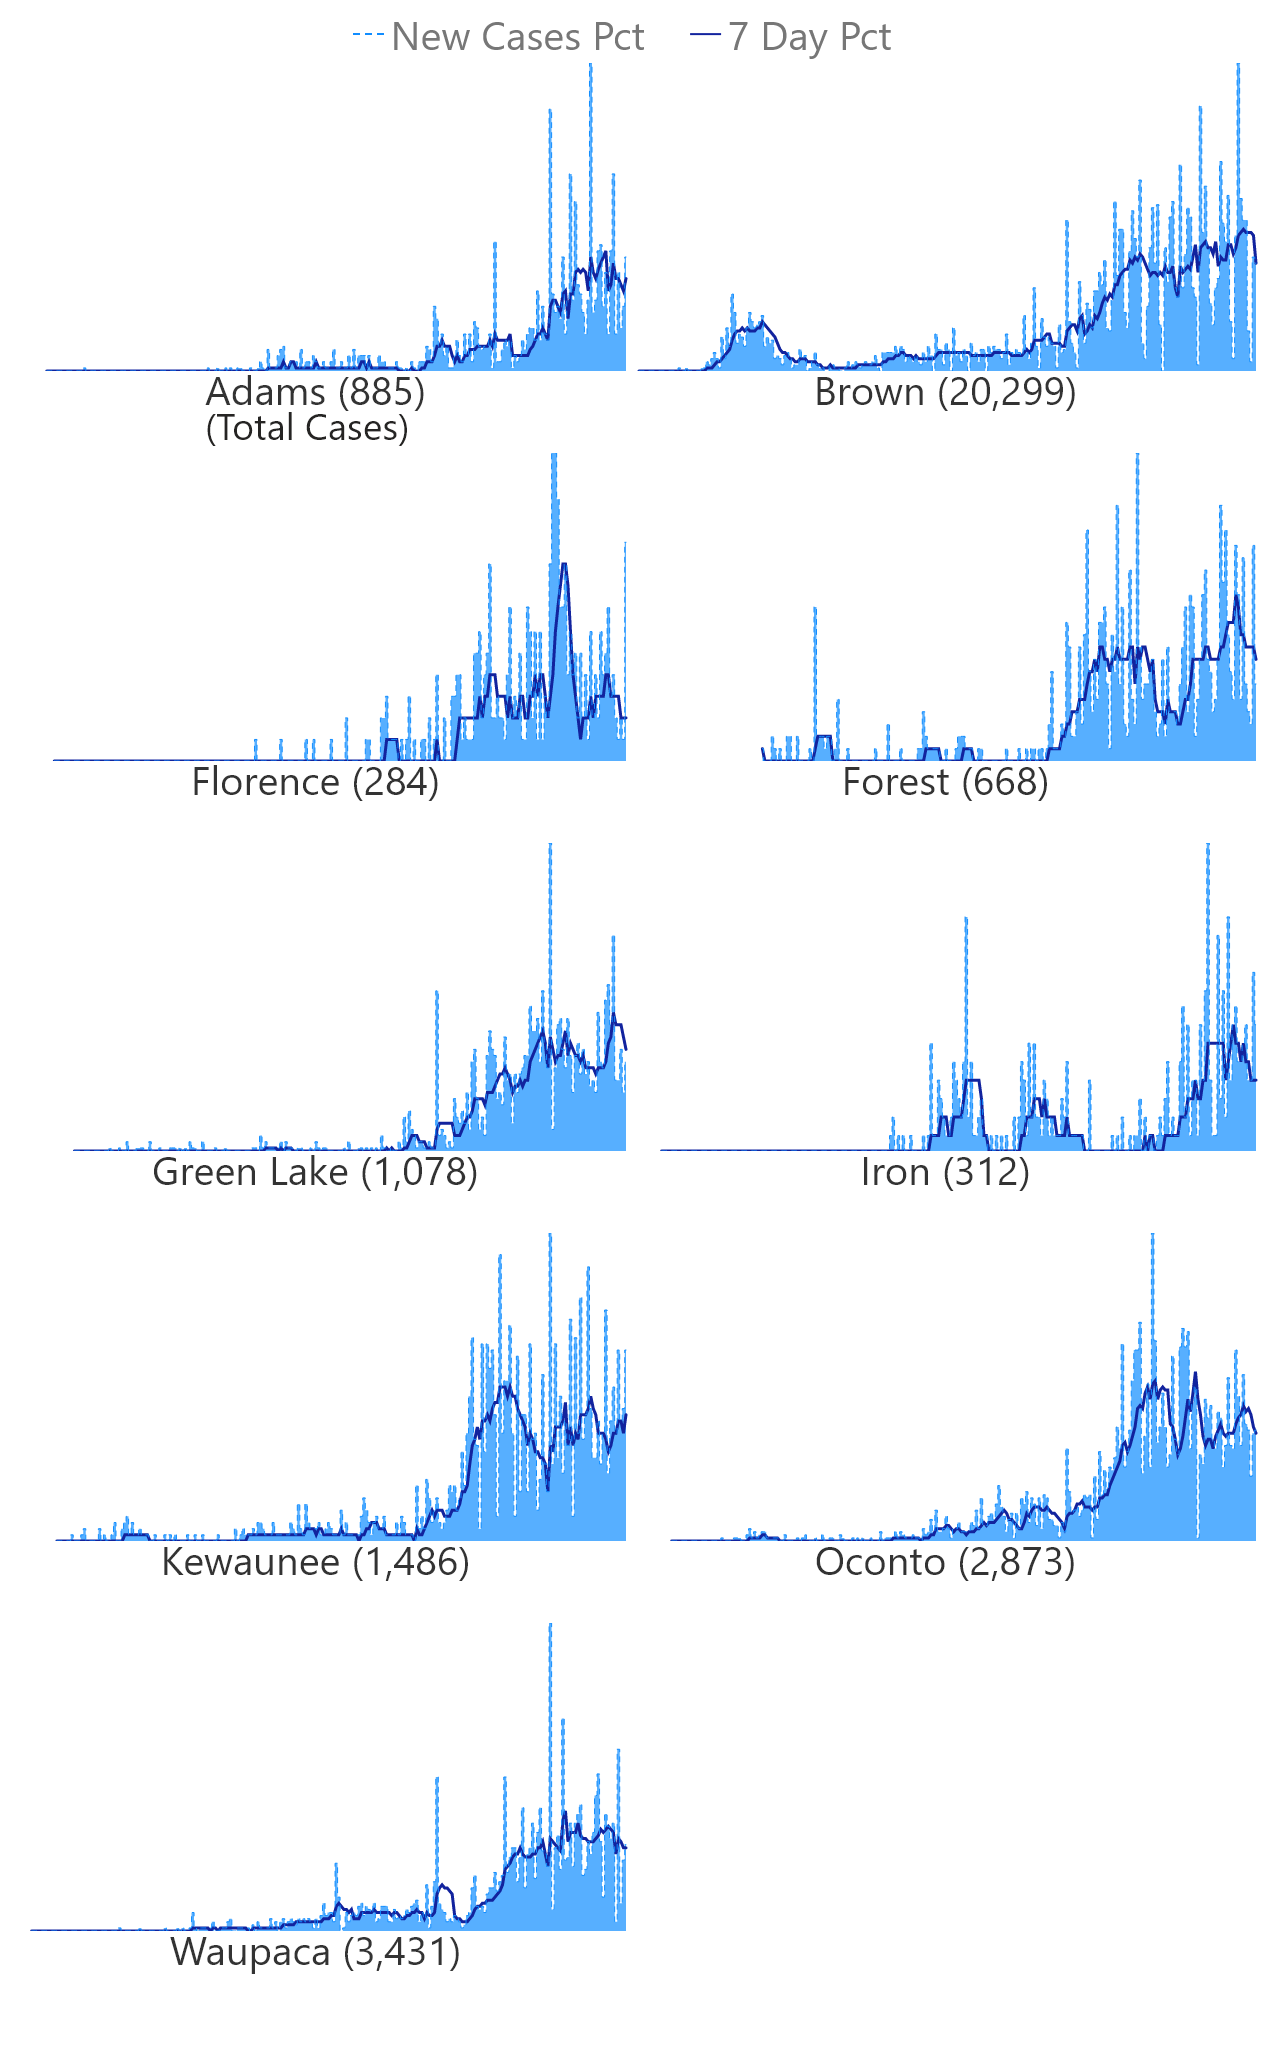 New Cases Pct 7 Day Pct
Adams (885)
(Total Cases)
Brown (20,299)
Florence (284)
Forest (668)
Green Lake (1,078)
Iron (312)
Kewaunee (1,486)
Oconto (2,873)
Waupaca (3,431)